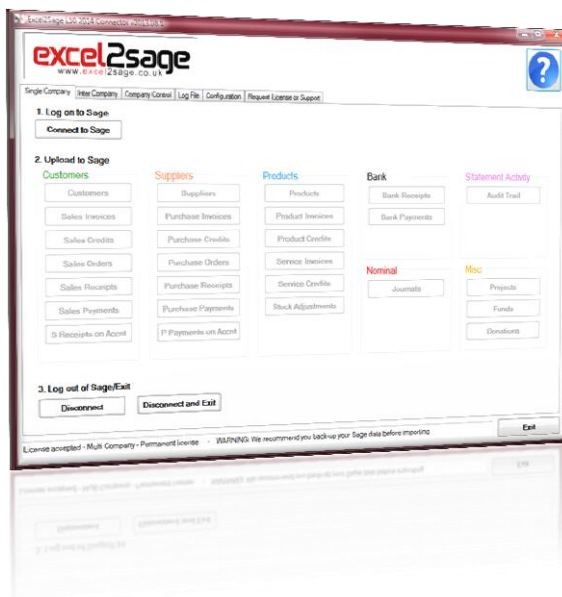 Excel2Sage L50 2014 Connector
excel2sage
www.excel2sage.co.uk
?
Single Company Inter Company Company Control Log File Configuration Request License or Support
1. Log on to Sage
Connect to Sage
2. Upload to Sage
Customers Suppliers Products Bank Statement Activity
Customers Suppliers Products Bank Receipts Audit Trail
Sales Invoices Purchase Invoices Product Invoices Bank Payments
Sales Credits Purchase Credits Product Credits
Sales Orders Purchase Orders Service Invoices Nominal Misc
Sales Receipts Purchase Receipts Service Credits Journals Projects
Sales Payments Purchase Payments Stock Adjustments Funds
S Receipts on Accnt P Payments on Accnt Donations
3. Log out of Sage/Exit
Disconnect Disconnect and Exit
Exit
License accepted - Multi Company - Permanent license - WARNING: We recommend you back-up your Sage data before importing